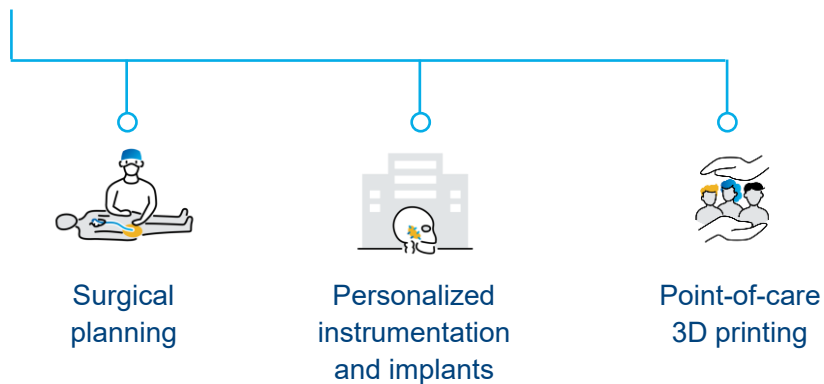 Surgical
planning
Personalized
instrumentation
and implants
Point-of-care
3D printing